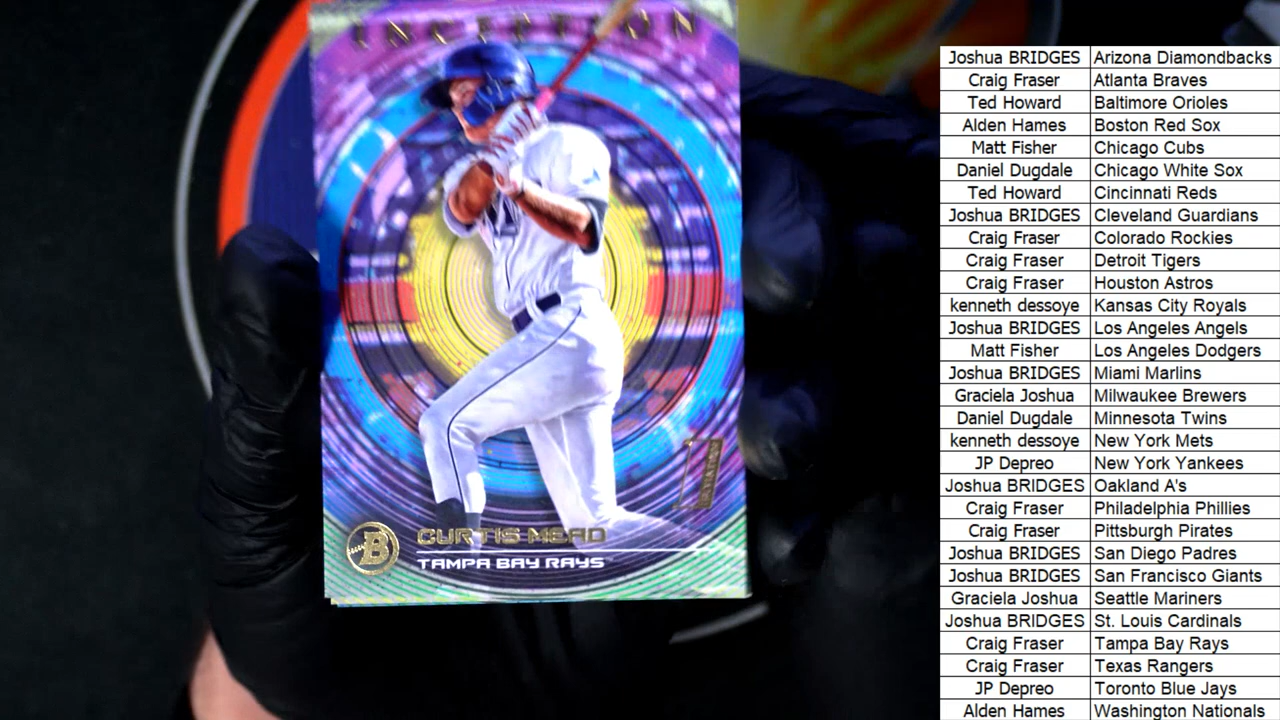 INCEPTION
B
CURTIS MEAD
TAMPA BAY RAYS
Joshua BRIDGES Arizona Diamondbacks
Craig Fraser Atlanta Braves
Ted Howard Baltimore Orioles
Alden Hames Boston Red Sox
Matt Fisher Chicago Cubs
Daniel Dugdale Chicago White Sox
Ted Howard Cincinnati Reds
Joshua BRIDGES Cleveland Guardians
Craig Fraser Colorado Rockies
Craig Fraser Detroit Tigers
Craig Fraser Houston Astros
kenneth dessoye Kansas City Royals
Joshua BRIDGES Los Angeles Angels
Matt Fisher Los Angeles Dodgers
Joshua BRIDGES Miami Marlins
Graciela Joshua Milwaukee Brewers
Daniel Dugdale Minnesota Twins
kenneth dessoye New York Mets
JP Depreo New York Yankees
Joshua BRIDGES Oakland A's
Craig Fraser Philadelphia Phillies
Craig Fraser Pittsburgh Pirates
Joshua BRIDGES San Diego Padres
Joshua BRIDGES San Francisco Giants
Graciela Joshua Seattle Mariners
Joshua BRIDGES St. Louis Cardinals
Craig Fraser Tampa Bay Rays
Craig Fraser Texas Rangers
JP Depreo Toronto Blue Jays
Alden Hames Washington Nationals